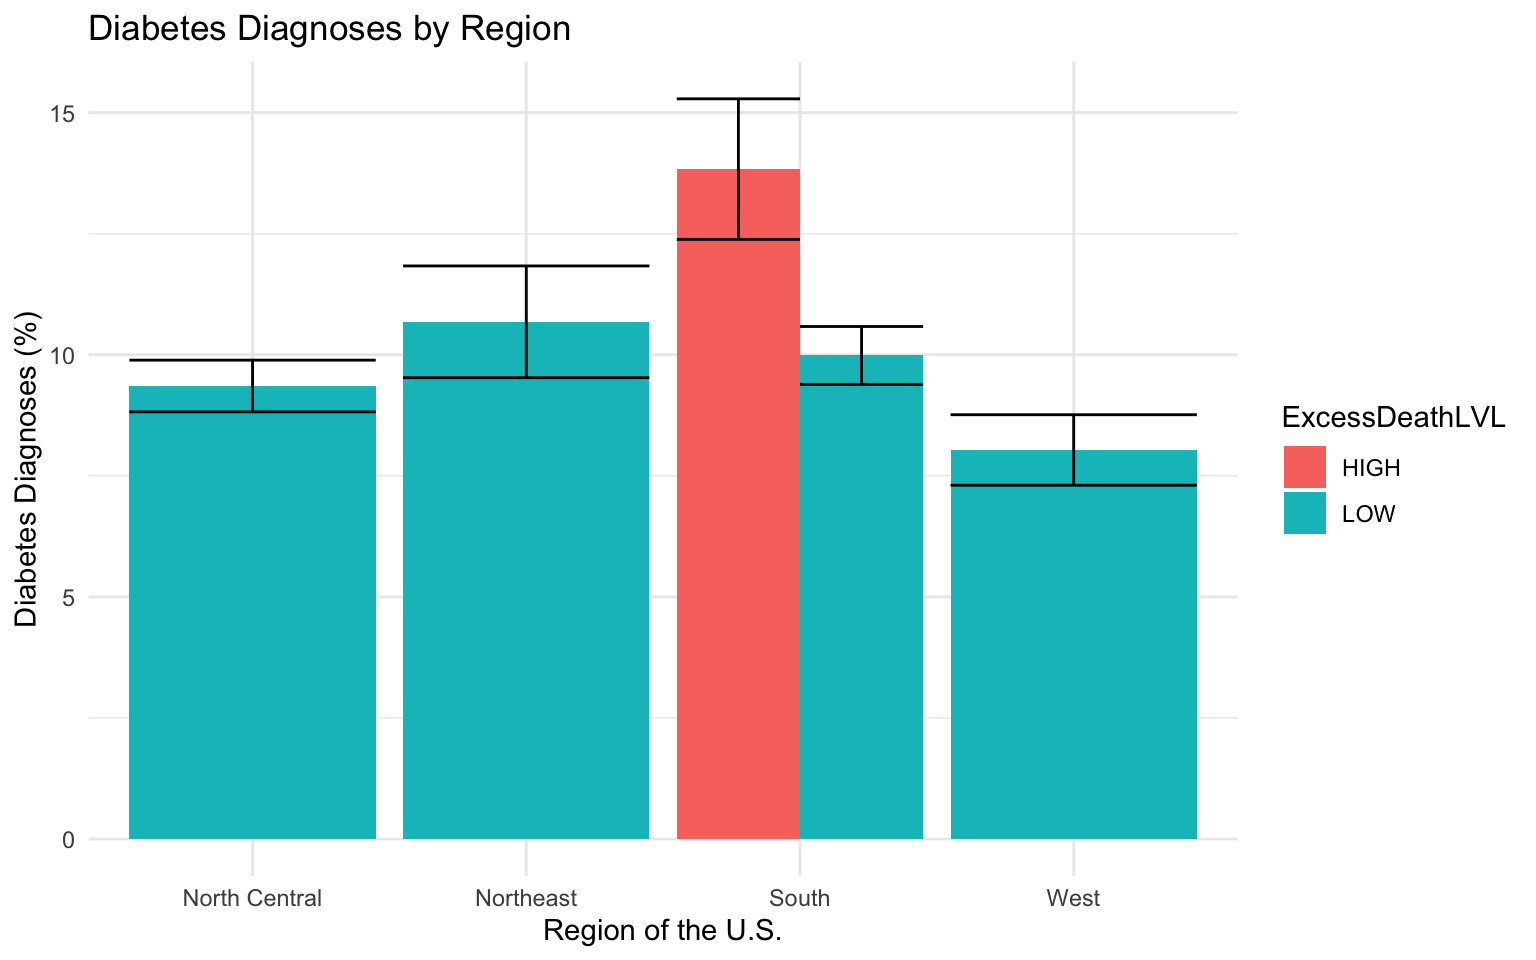 Diabetes Diagnoses by Region
15
10
5
0
Diabetes Diagnoses (%)
North Central
Northeast
South
West
Region of the U.S.
ExcessDeathLVL
HIGH
LOW